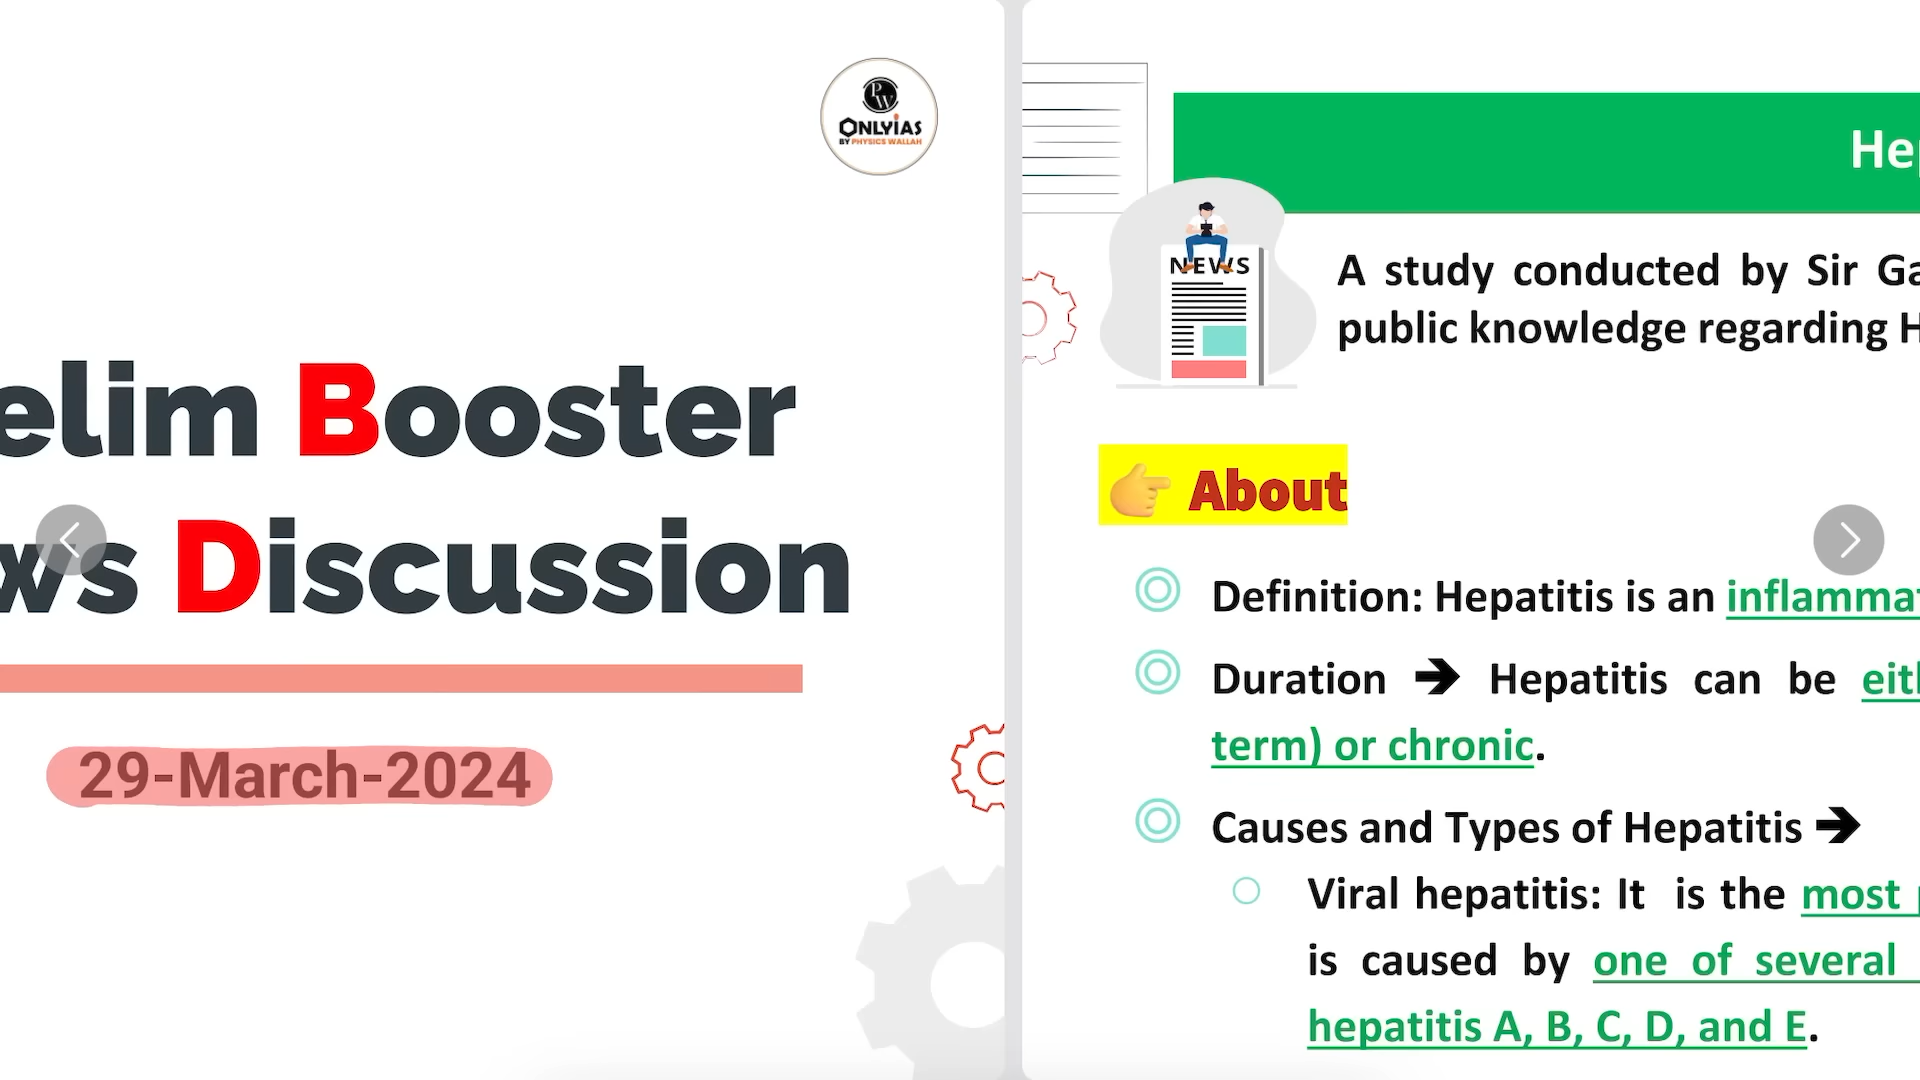 PW
ONLYIAS
BY PHYSICS WALLAH
elim Booster
ws Discussion
29-March-2024
He
NEWS
A study conducted by Sir Ga
public knowledge regarding H
👉 About
Definition: Hepatitis is an inflammat
Duration ➔ Hepatitis can be eith
term) or chronic.
Causes and Types of Hepatitis ➔
Viral hepatitis: It is the most p
is caused by one of several
hepatitis A, B, C, D, and E.